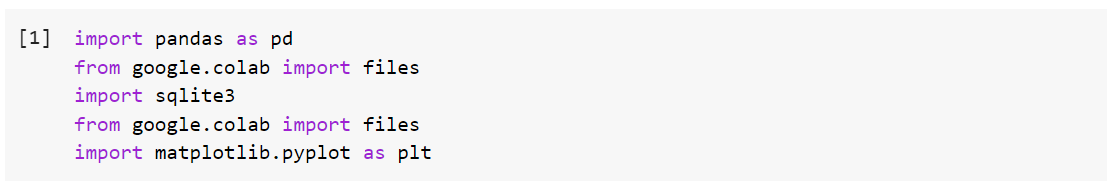 [1] import pandas as pd
from google.colab import files
import sqlite3
from google.colab import files
import matplotlib.pyplot as plt